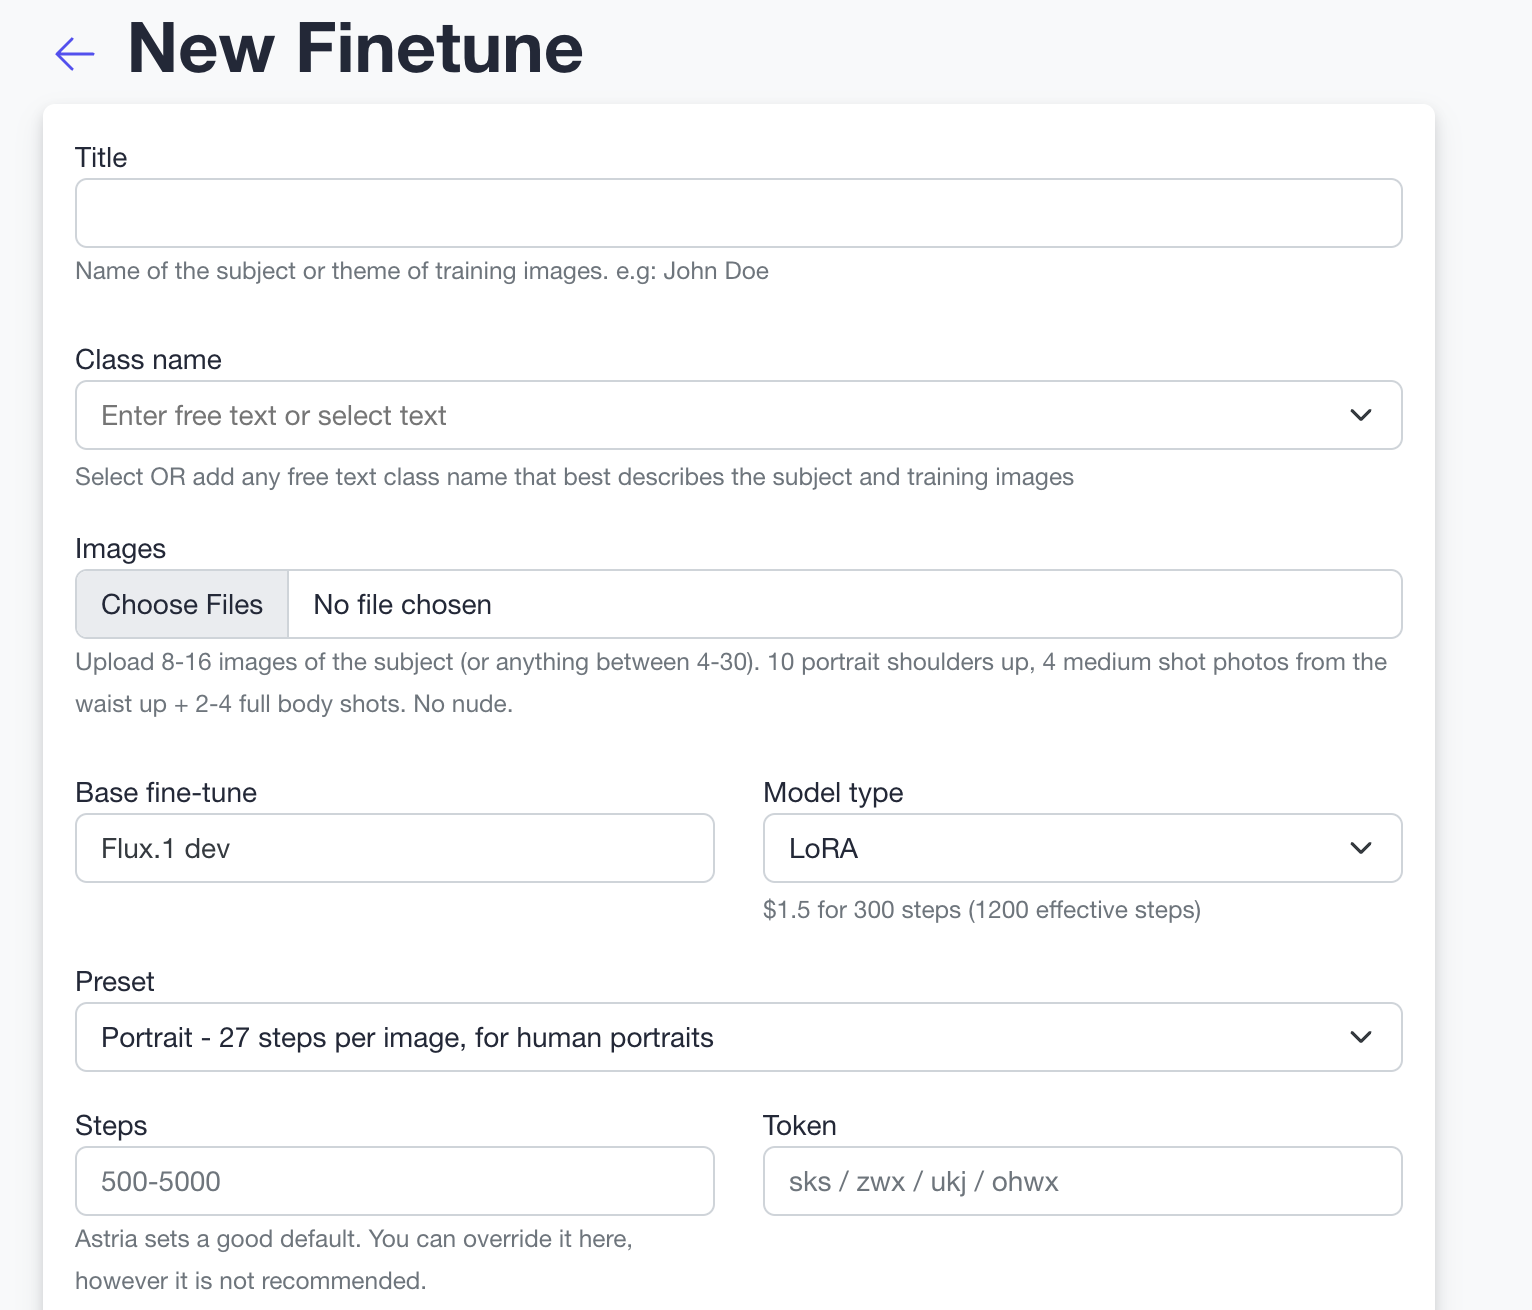 New Finetune
Title
Name of the subject or theme of training images. e.g: John Doe
Class name
Enter free text or select text
Select OR add any free text class name that best describes the subject and training images
Images
Choose Files No file chosen
Upload 8-16 images of the subject (or anything between 4-30). 10 portrait shoulders up, 4 medium shot photos from the
waist up + 2-4 full body shots. No nude.
Base fine-tune
Flux.1 dev
Model type
LoRA
$1.5 for 300 steps (1200 effective steps)
Preset
Portrait - 27 steps per image, for human portraits
Steps
500-5000
Astria sets a good default. You can override it here,
however it is not recommended.
Token
sks / zwx / ukj / ohwx